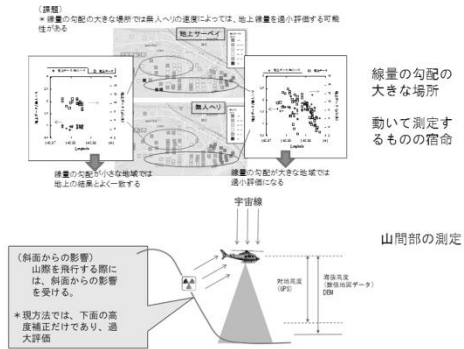 (課題)
*線量の勾配の大きな場所では無人ヘリの速度によっては、地上線量を過小評価する可能
性がある
地上サーベイ
無人ヘリ
線量の勾配の
大きな場所
動いて測定す
るものの宿命
Longitude
Longitude
線量の勾配が小さな地域では
地上の結果とよく一致する
線量の勾配が大きな地域では
過小評価になる
宇宙線
山間部の測定
(斜面からの影響)
山際を飛行する際に
は、斜面からの影響
を受ける。
*現方法では、下面の高
度補正だけであり、過
大評価
対地高度
(GPS)
海抜高度
(数値地図データ)
DEM